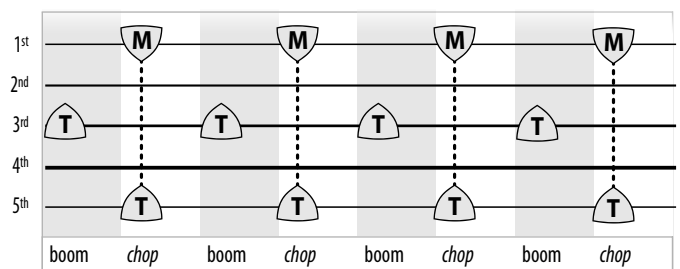 1st M M M M
2nd
3rd T T T T
4th
5th T T T T
boom chop boom chop boom chop boom chop